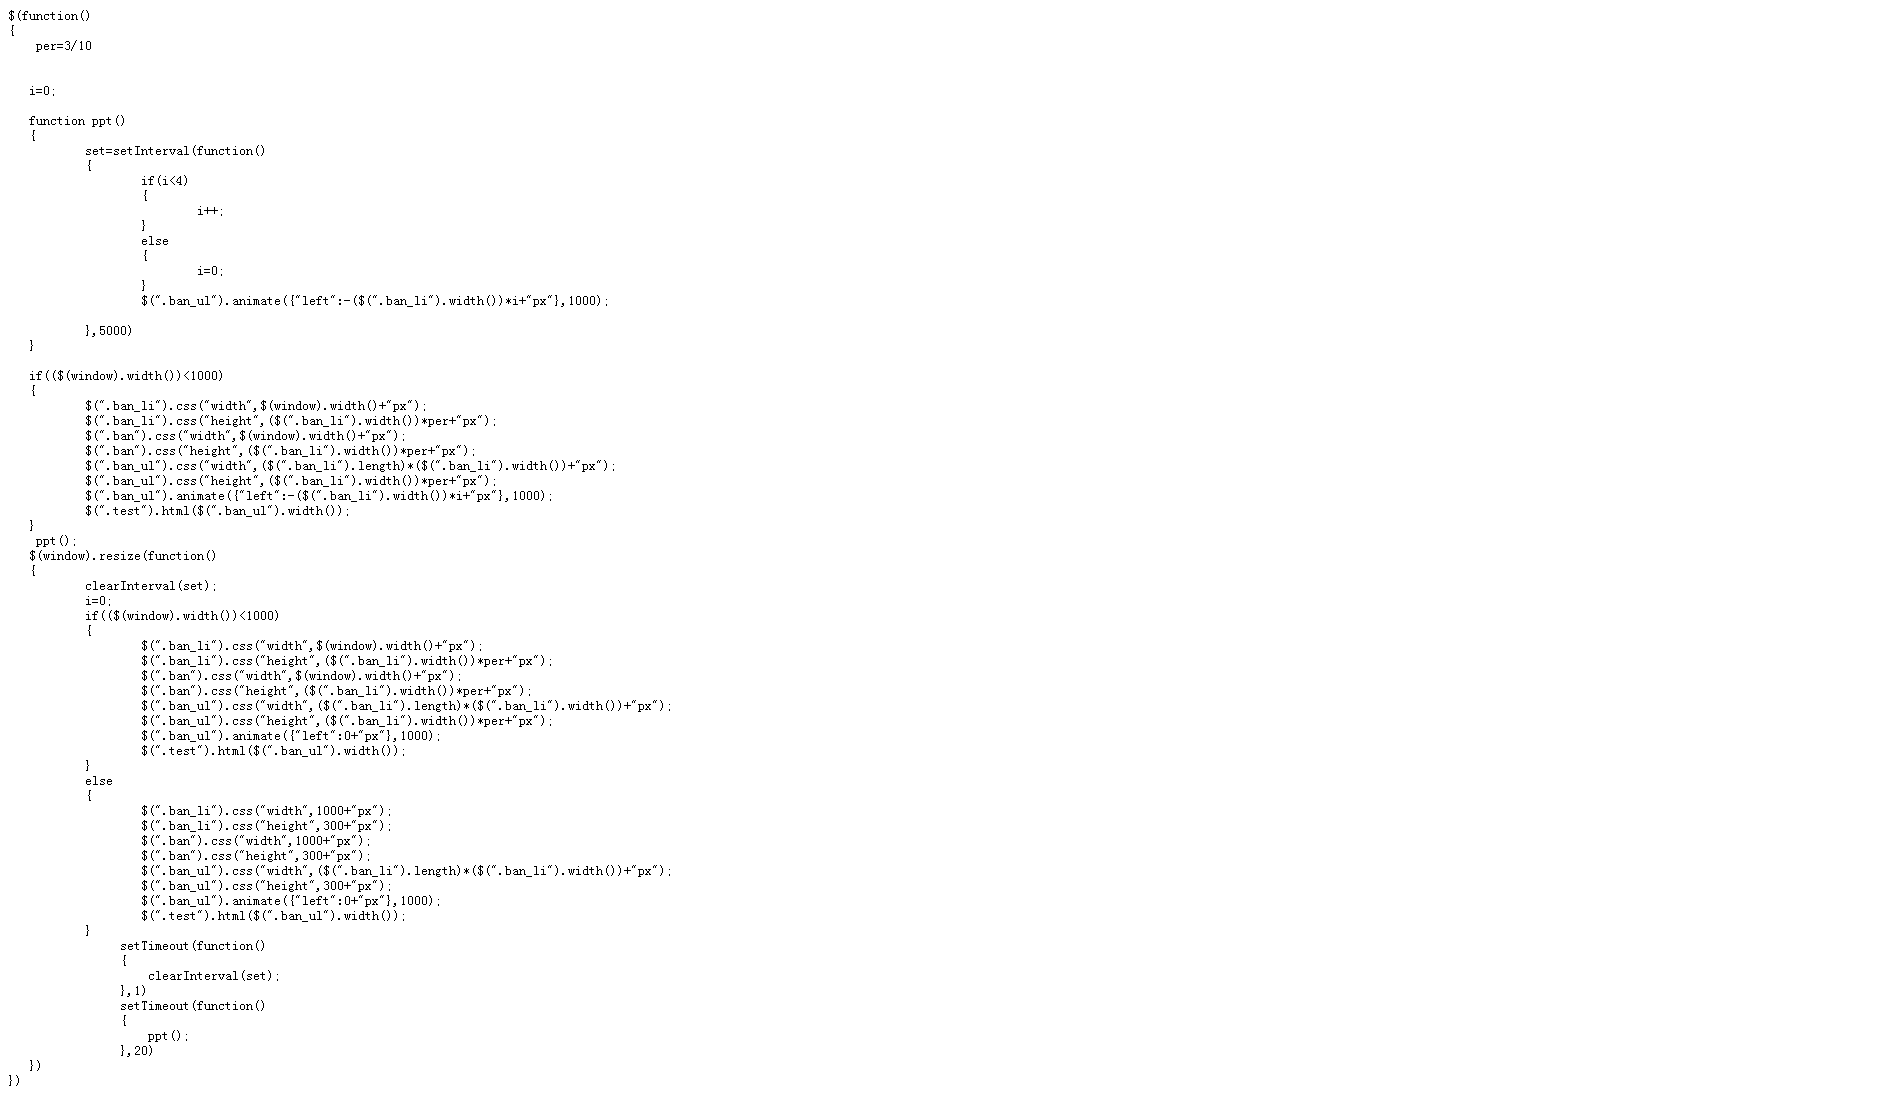 $(function()
{
    per=3/10
   i=0;
   function ppt()
   {
           set=setInterval(function()
           {
                   if(i<4)
                   {
                           i++;
                   }
                   else
                   {
                           i=0;
                   }
                   $(".ban_ul").animate({"left":-($(".ban_li").width())*i+"px"},1000);
           },5000)
   }
   if(($(window).width())<1000)
   {
           $(".ban_li").css("width",$(window).width()+"px");
           $(".ban_li").css("height",($(".ban_li").width())*per+"px");
           $(".ban").css("width",$(window).width()+"px");
           $(".ban").css("height",($(".ban_li").width())*per+"px");
           $(".ban_ul").css("width",($(".ban_li").length)*($(".ban_li").width())+"px");
           $(".ban_ul").css("height",($(".ban_li").width())*per+"px");
           $(".ban_ul").animate({"left":-($(".ban_li").width())*i+"px"},1000);
           $(".test").html($(".ban_ul").width());
   }
    ppt();
   $(window).resize(function()
   {
           clearInterval(set);
           i=0;
           if(($(window).width())<1000)
           {
                   $(".ban_li").css("width",$(window).width()+"px");
                   $(".ban_li").css("height",($(".ban_li").width())*per+"px");
                   $(".ban").css("width",$(window).width()+"px");
                   $(".ban").css("height",($(".ban_li").width())*per+"px");
                   $(".ban_ul").css("width",($(".ban_li").length)*($(".ban_li").width())+"px");
                   $(".ban_ul").css("height",($(".ban_li").width())*per+"px");
                   $(".ban_ul").animate({"left":0+"px"},1000);
                   $(".test").html($(".ban_ul").width());
           }
           else
           {
                   $(".ban_li").css("width",1000+"px");
                   $(".ban_li").css("height",300+"px");
                   $(".ban").css("width",1000+"px");
                   $(".ban").css("height",300+"px");
                   $(".ban_ul").css("width",($(".ban_li").length)*($(".ban_li").width())+"px");
                   $(".ban_ul").css("height",300+"px");
                   $(".ban_ul").animate({"left":0+"px"},1000);
                   $(".test").html($(".ban_ul").width());
           }
                setTimeout(function()
                {
                    clearInterval(set);
                },1)
                setTimeout(function()
                {
                    ppt();
                },20)
   })
})